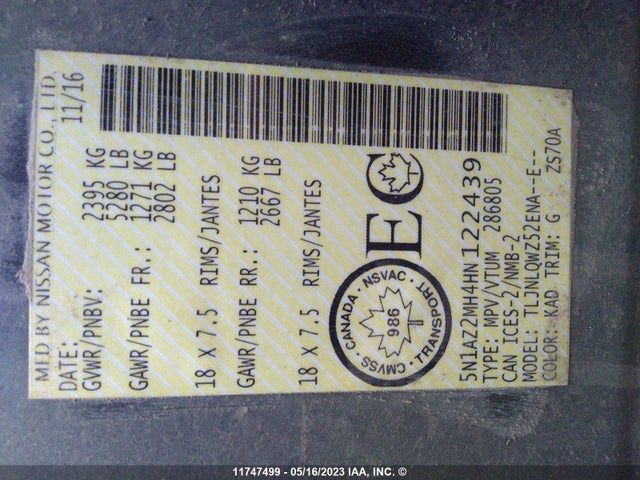 MFD BY NISSAN MOTOR CO., LTD.
DATE: 11/16
GVWR/PNBV: 2395 KG
5280 LB
GAWR/PNBE FR.: 1271 KG
2802 LB
18 X 7.5 RIMS/JANTES
GAWR/PNBE RR.: 1210 KG
2667 LB
18 X 7.5 RIMS/JANTES
CANADA · NSVAC · TRANSPORT · CMVSS ·
986
EC
5N1AZ2MH4HN122439
TYPE: MPV/VTUM 286805
CAN ICES-2/NMB-2
MODEL: TLJNLQWZ52ENA--E--
COLOR: KAD TRIM: G ZS70A
11747499 - 05/16/2023 IAA, INC. ©